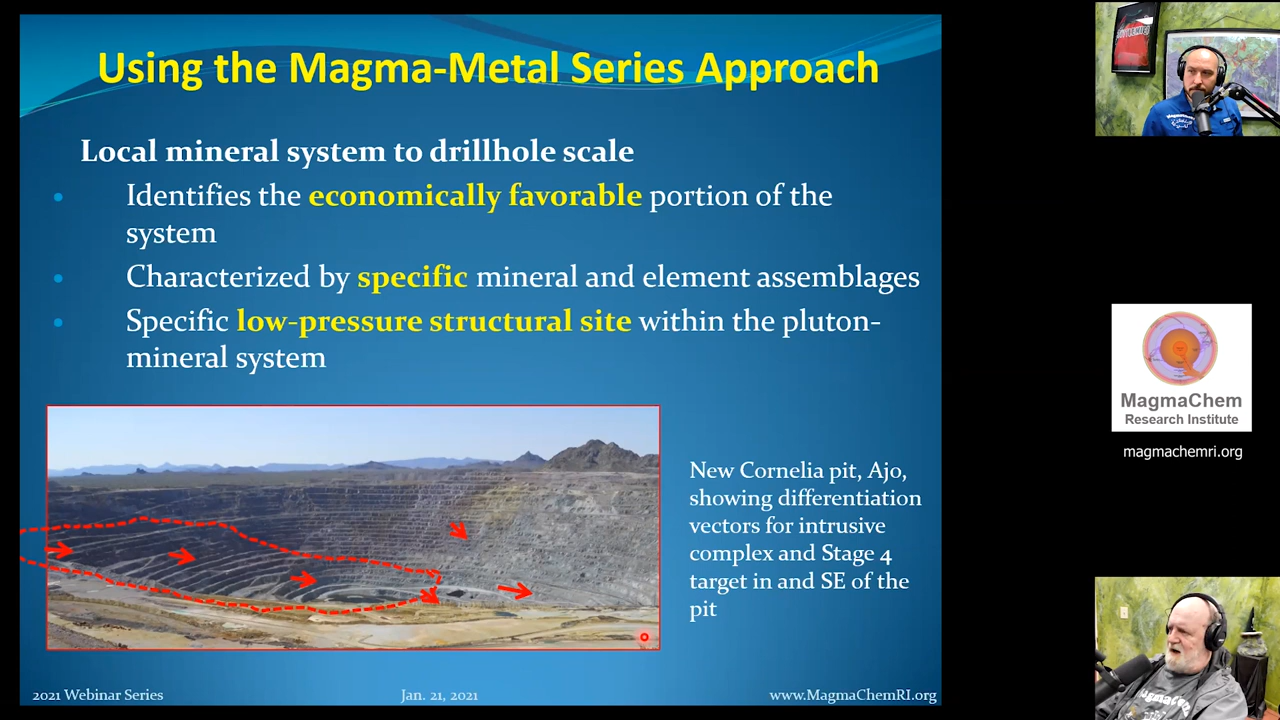 Using the Magma-Metal Series Approach
Local mineral system to drillhole scale
Identifies the economically favorable portion of the
system
Characterized by specific mineral and element assemblages
Specific low-pressure structural site within the pluton-
mineral system
New Cornelia pit, Ajo,
showing differentiation
vectors for intrusive
complex and Stage 4
target in and SE of the
pit
2021 Webinar Series
Jan. 21, 2021
www.MagmaChemRI.org
MagmaChem
Research Institute
magmachemri.org